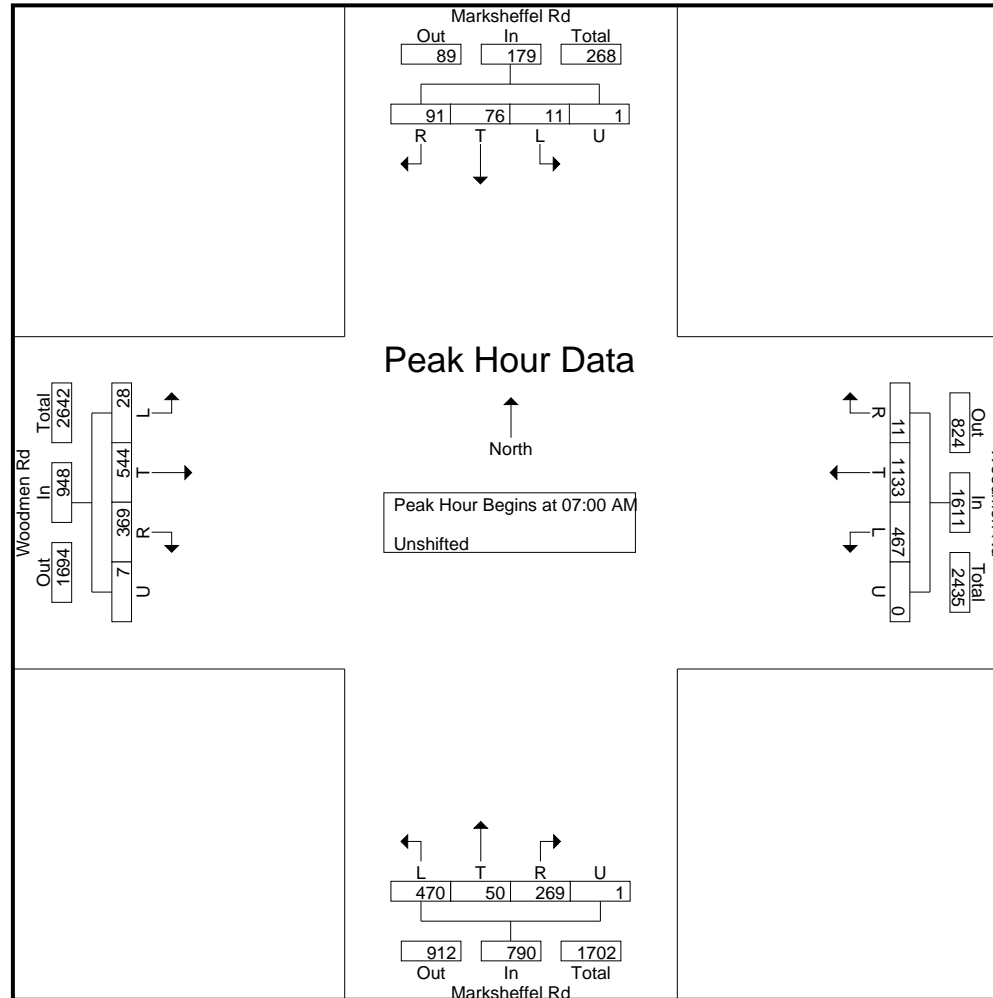 Marksheffel Rd
Out In Total
89 179 268
91 76 11 1
R T L U
Peak Hour Data
North
Peak Hour Begins at 07:00 AM
Unshifted
Woodmen Rd
Out In Total
1694 948 2642
28 544 369 7
L T R U
Out In Total
824 1611 2435
11 1133 467 0
R T L U
L T R U
470 50 269 1
912 790 1702
Out In Total
Marksheffel Rd